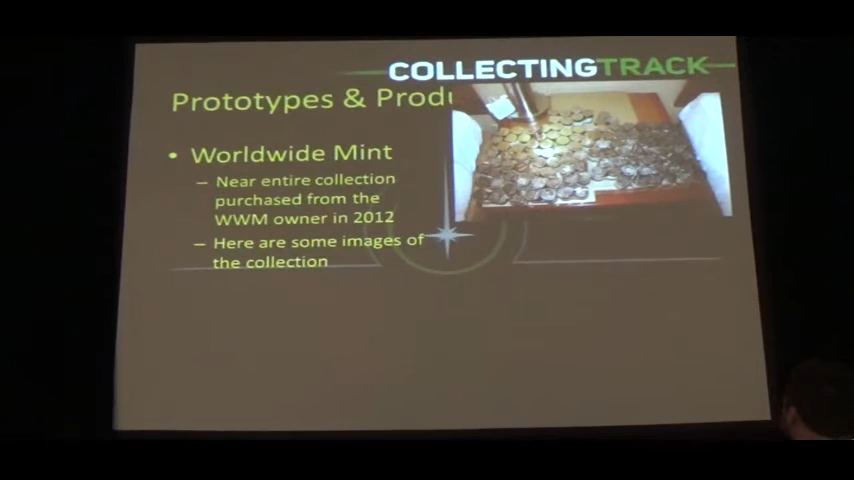 COLLECTINGTRACK
Prototypes & Produ
• Worldwide Mint
– Near entire collection
purchased from the
WWM owner in 2012
– Here are some images of
the collection